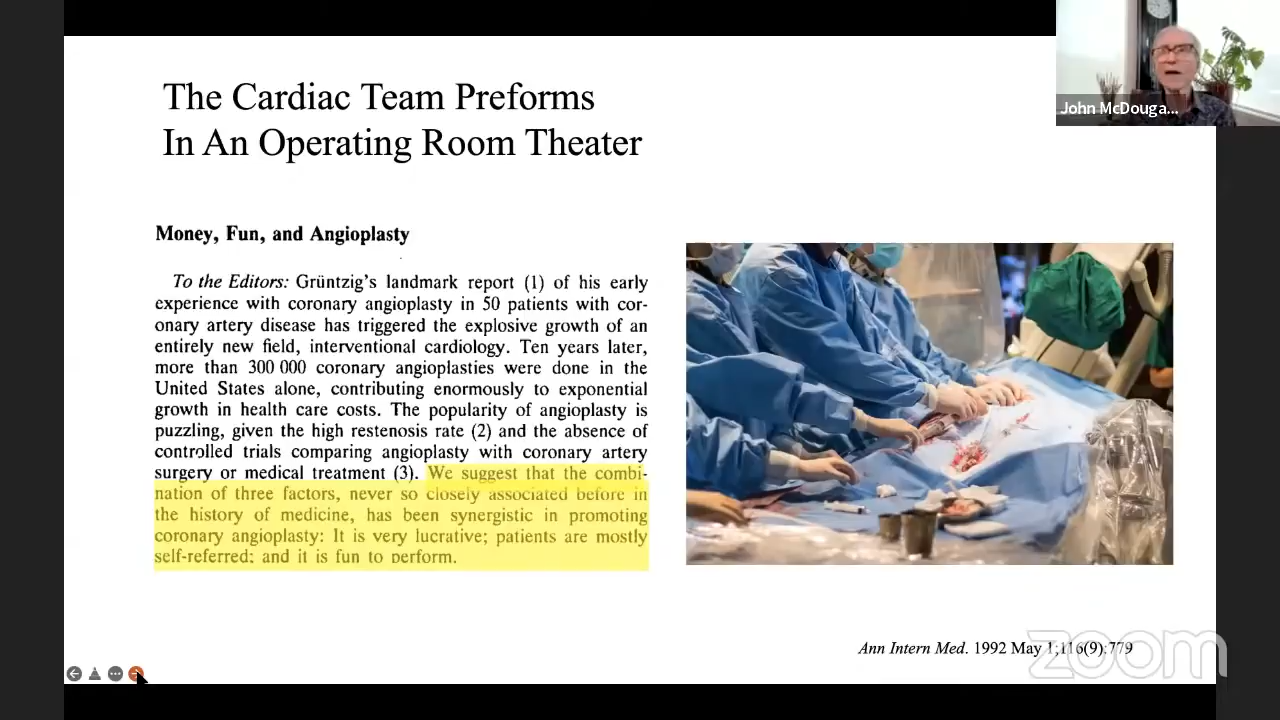 The Cardiac Team Preforms
In An Operating Room Theater
John McDouga...
Money, Fun, and Angioplasty
To the Editors: Grüntzig's landmark report (1) of his early
experience with coronary angioplasty in 50 patients with cor-
onary artery disease has triggered the explosive growth of an
entirely new field, interventional cardiology. Ten years later,
more than 300 000 coronary angioplasties were done in the
United States alone, contributing enormously to exponential
growth in health care costs. The popularity of angioplasty is
puzzling, given the high restenosis rate (2) and the absence of
controlled trials comparing angioplasty with coronary artery
surgery or medical treatment (3). We suggest that the combi-
nation of three factors, never so closely associated before in
the history of medicine, has been synergistic in promoting
coronary angioplasty: It is very lucrative; patients are mostly
self-referred; and it is fun to perform.
Ann Intern Med. 1992 May 1;116(9):779
zoom